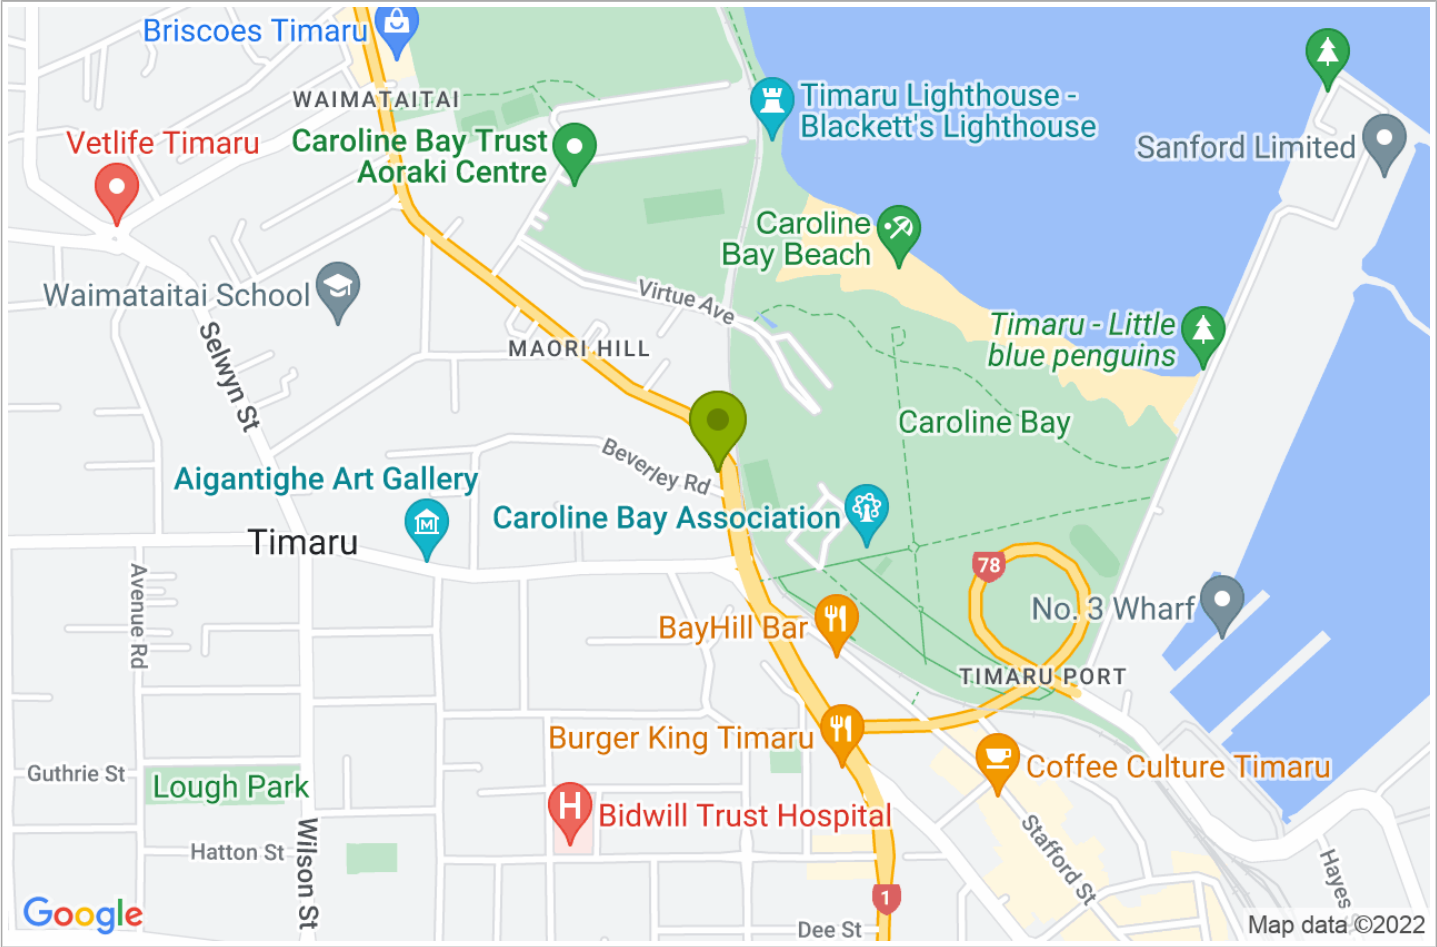 Briscoes Timaru
WAIMATAITAI
Timaru Lighthouse -
Blackett's Lighthouse
Vetlife Timaru
Caroline Bay Trust
Aoraki Centre
Sanford Limited
Caroline
Bay Beach
Waimataitai School
Virtue Ave
Timaru - Little
blue penguins
Selwyn St
MAORI HILL
Caroline Bay
Beverley Rd
Aigantighe Art Gallery
M
Caroline Bay Association
Timaru
78
Avenue Rd
No. 3 Wharf
BayHill Bar
TIMARU PORT
Burger King Timaru
Guthrie St
Lough Park
Coffee Culture Timaru
H
Bidwill Trust Hospital
Hatton St
Wilson St
Stafford St
Hayes
1
Google
Dee St
Map data ©2022